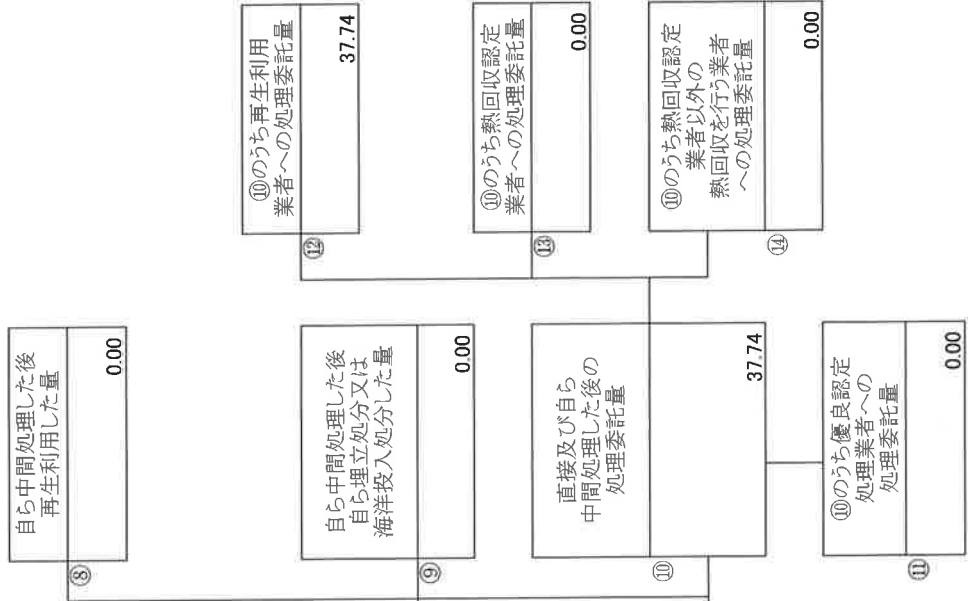 ⑧
自ら中間処理した後
再生利用した量
0.00
⑨
自ら中間処理した後
自ら埋立処分又は
海洋投入処分した量
0.00
⑩
直接及び自ら
中間処理した後の
処理委託量
37.74
⑪
⑩のうち優良認定
処理業者への
処理委託量
0.00
⑫
⑩のうち再生利用
業者への処理委託量
37.74
⑬
⑩のうち熱回収認定
業者への処理委託量
0.00
⑭
⑩のうち熱回収認定
業者以外の
熱回収を行う業者
への処理委託量
0.00